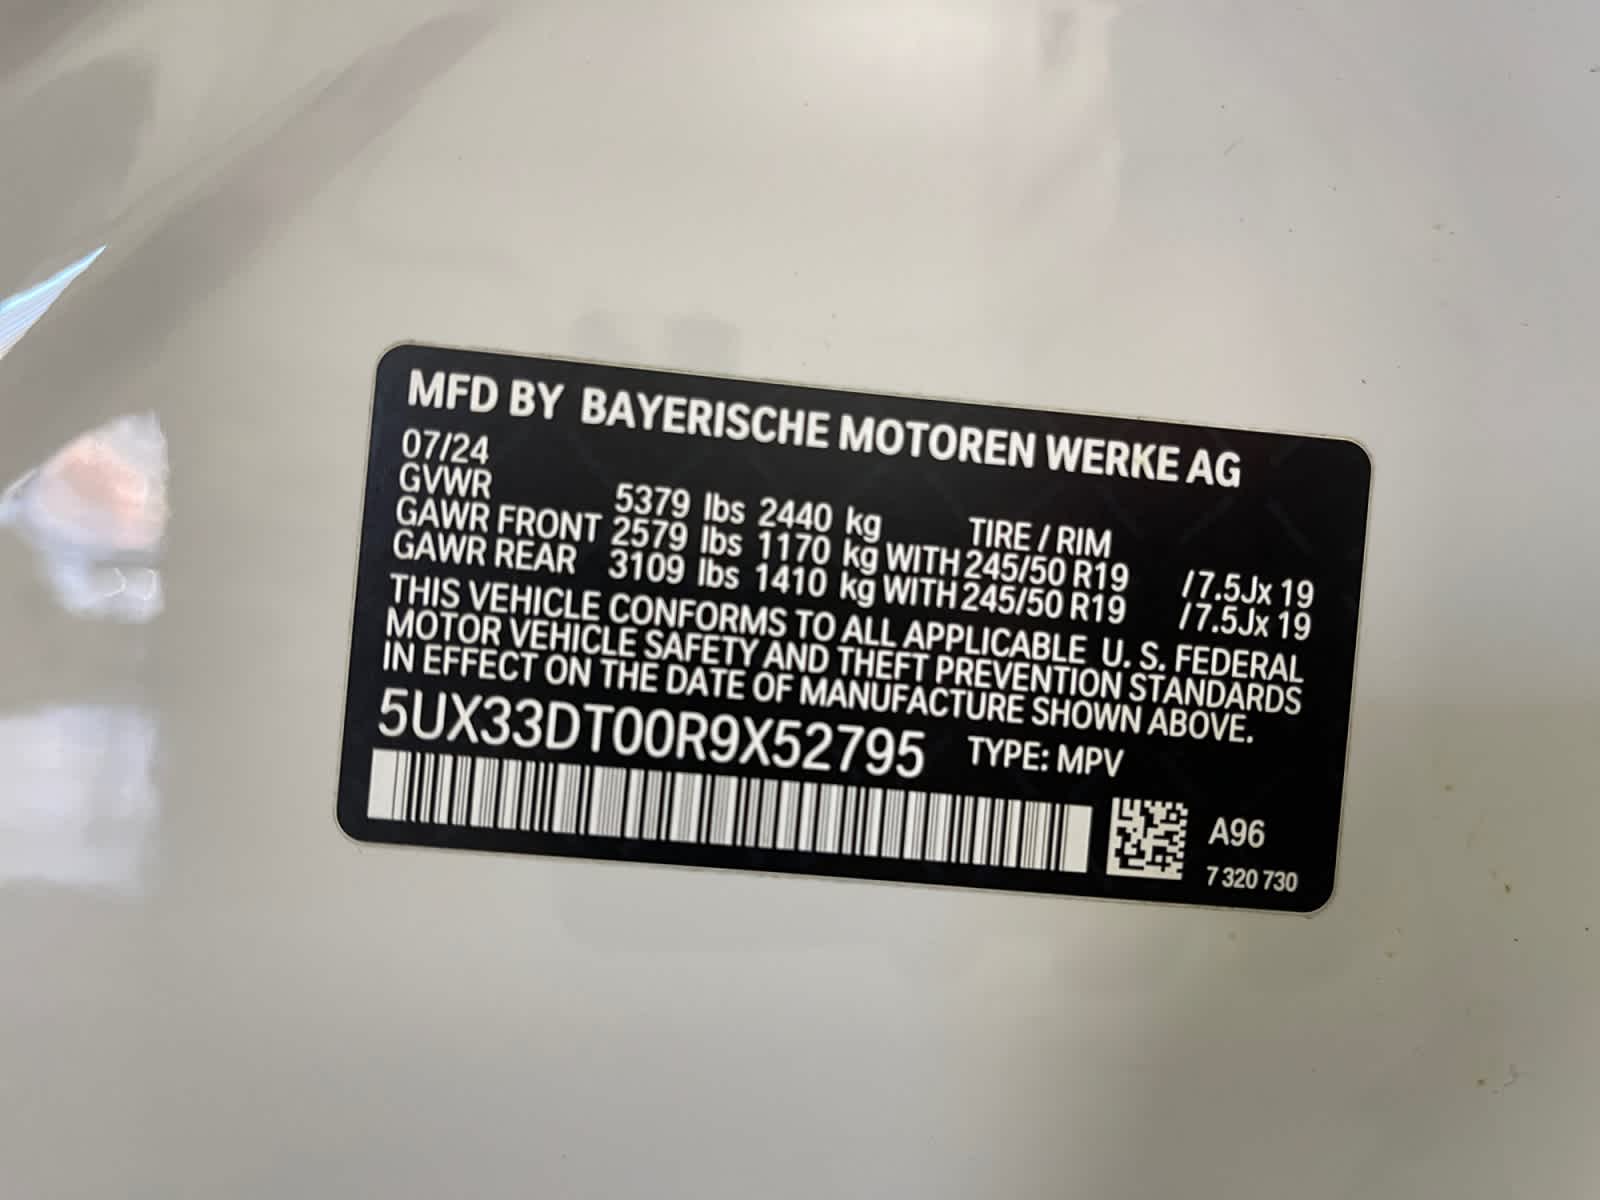 MFD BY BAYERISCHE MOTOREN WERKE AG
07/24
GVWR 5379 lbs 2440 kg TIRE / RIM
GAWR FRONT 2579 lbs 1170 kg WITH 245/50 R19 /7.5Jx 19
GAWR REAR 3109 lbs 1410 kg WITH 245/50 R19 /7.5Jx 19
THIS VEHICLE CONFORMS TO ALL APPLICABLE U. S. FEDERAL
MOTOR VEHICLE SAFETY AND THEFT PREVENTION STANDARDS
IN EFFECT ON THE DATE OF MANUFACTURE SHOWN ABOVE.
5UX33DT00R9X52795 TYPE: MPV
A96
7 320 730